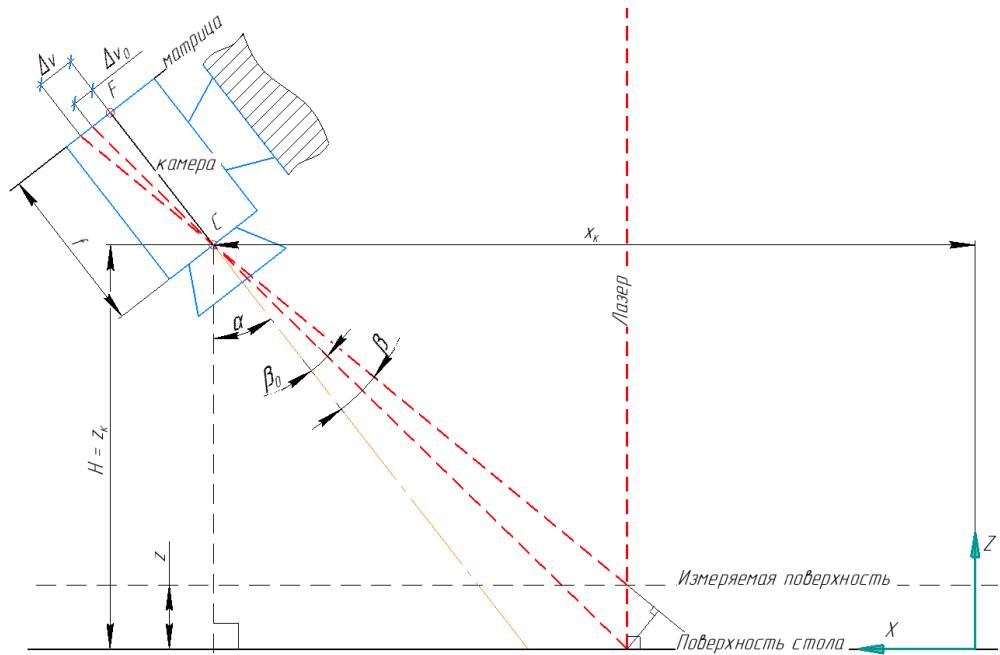 Δv
Δv₀
F
матрица
камера
C
f
xₖ
Лазер
α
β₀
β
H = zₖ
z
Z
Измеряемая поверхность
Поверхность стола
X